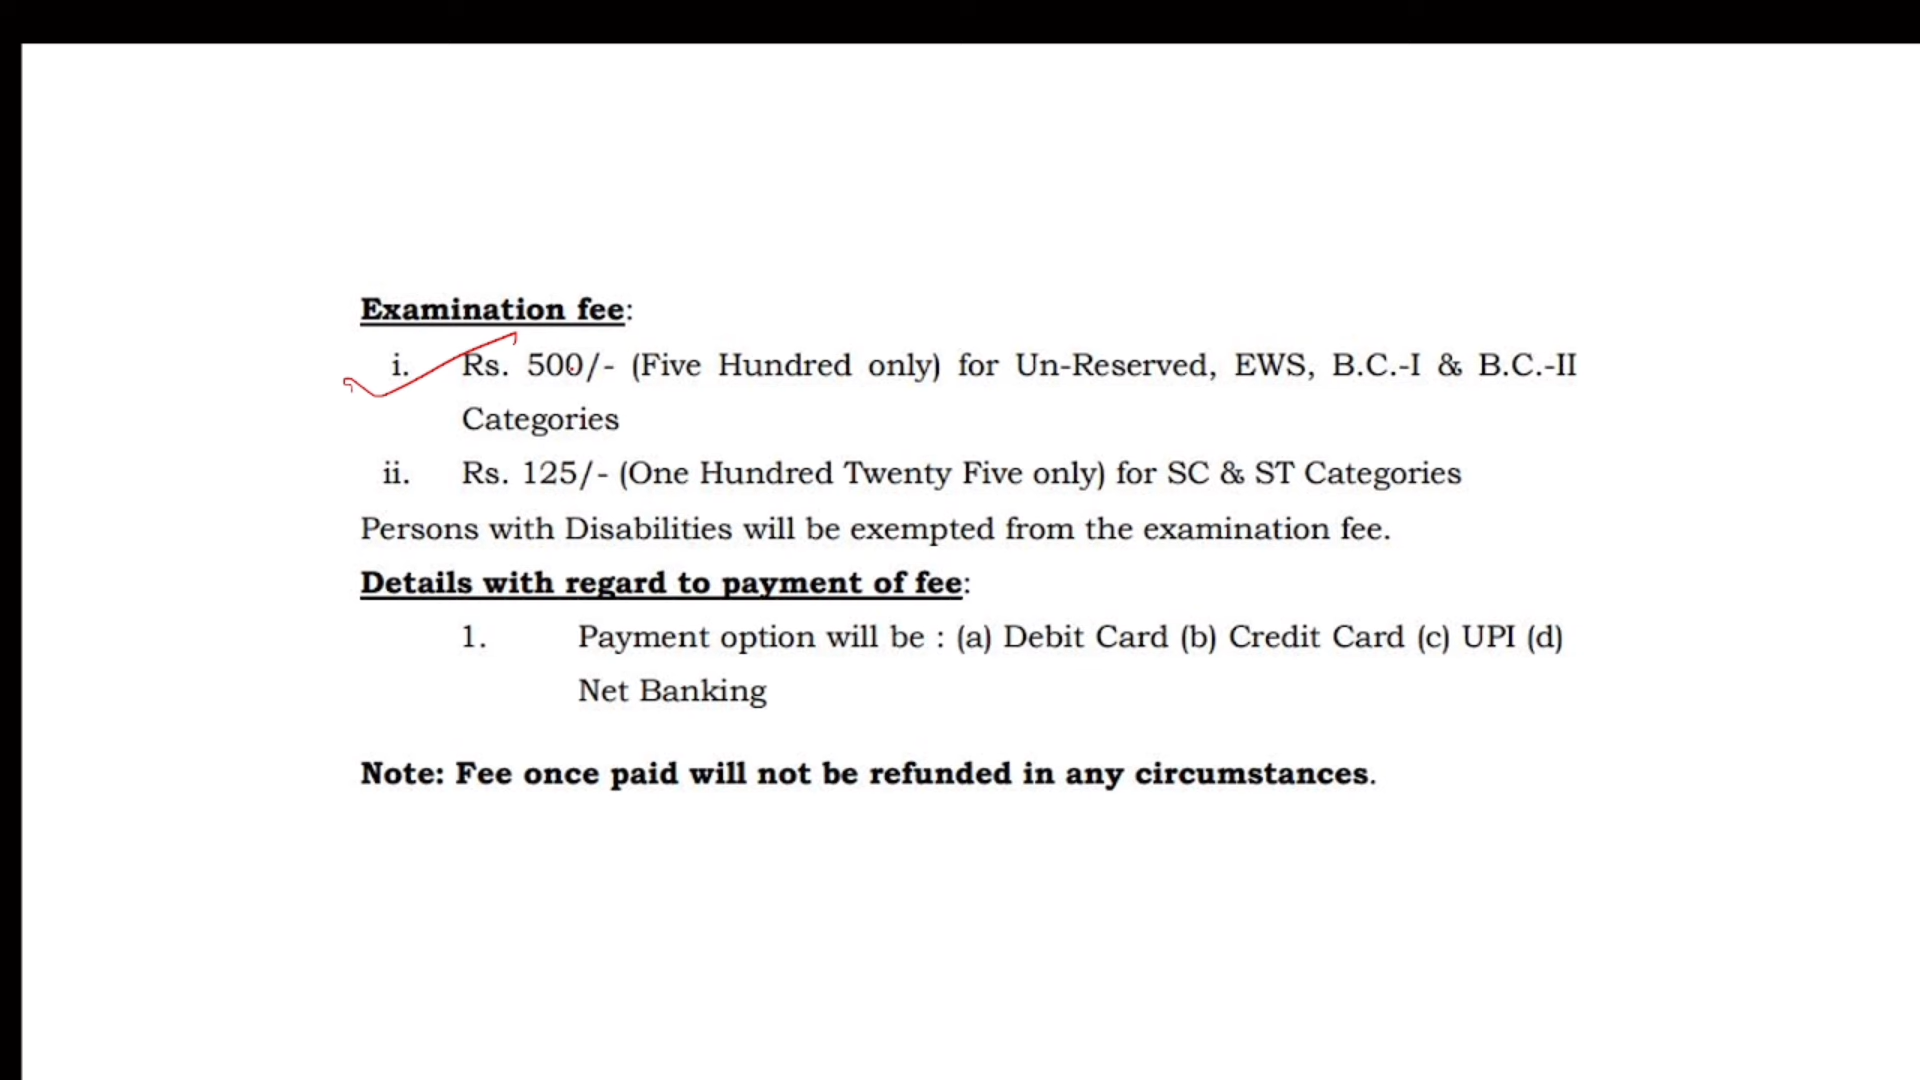 Examination fee:
i. Rs. 500/- (Five Hundred only) for Un-Reserved, EWS, B.C.-I & B.C.-II
Categories
ii. Rs. 125/- (One Hundred Twenty Five only) for SC & ST Categories
Persons with Disabilities will be exempted from the examination fee.
Details with regard to payment of fee:
1. Payment option will be : (a) Debit Card (b) Credit Card (c) UPI (d)
Net Banking
Note: Fee once paid will not be refunded in any circumstances.